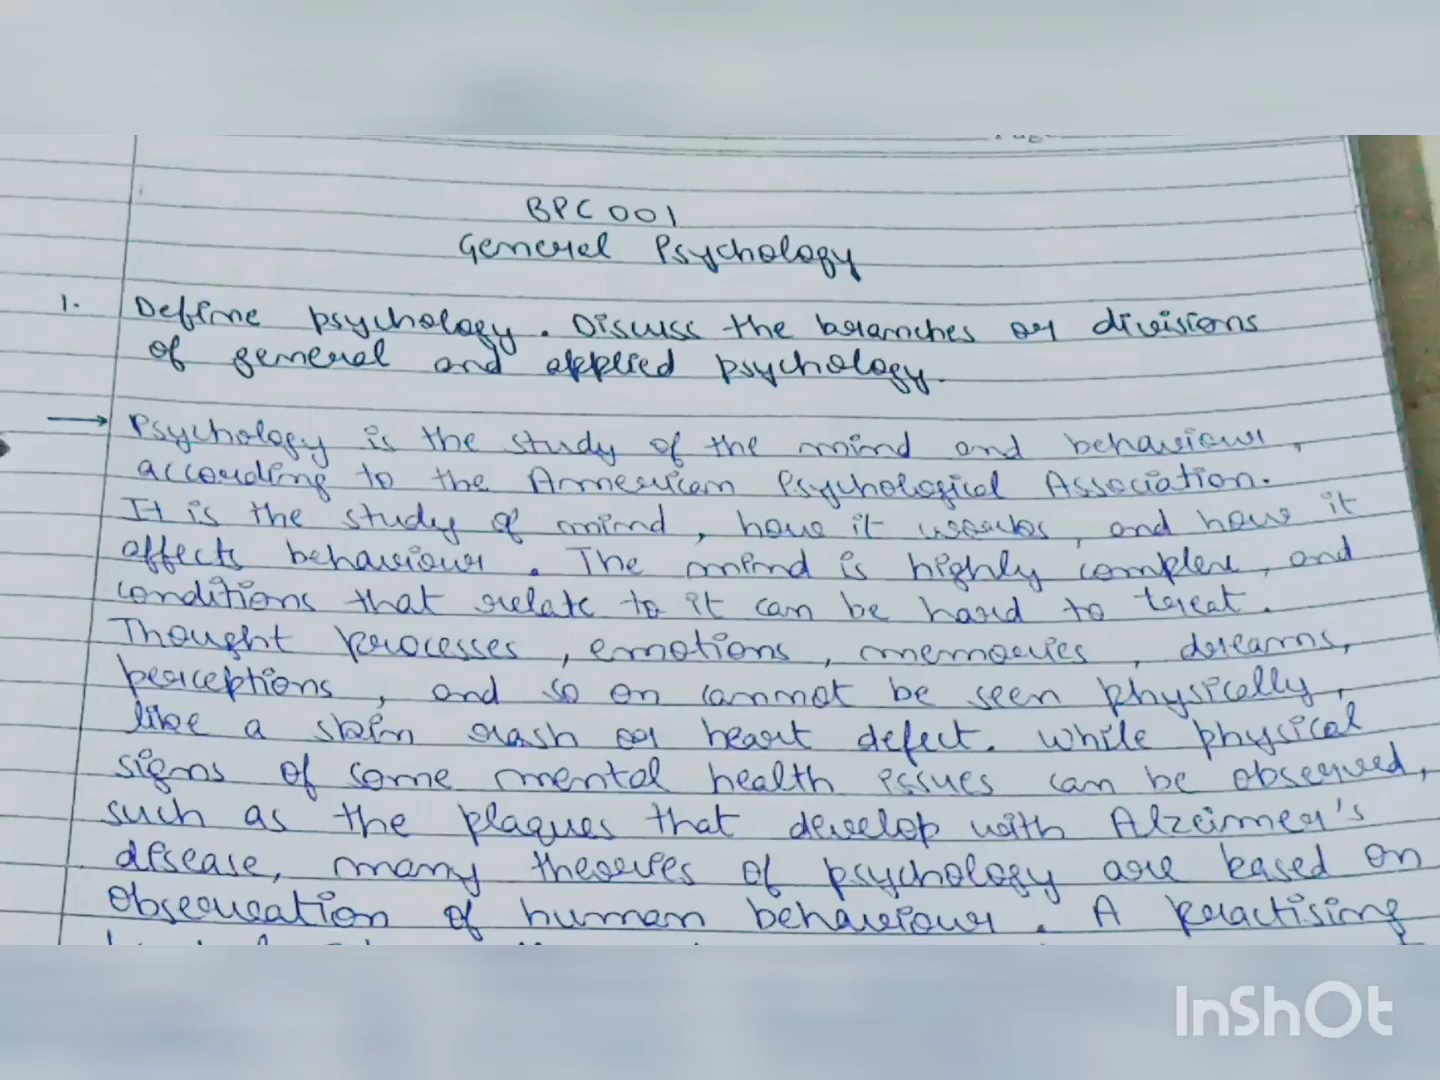 BPC 001
General Psychology
1. Define psychology. Discuss the branches or divisions
of general and applied psychology.
→ Psychology is the study of the mind and behaviour,
according to the American Psychological Association.
It is the study of mind, how it works, and how it
affects behaviour. The mind is highly complex, and
conditions that relate to it can be hard to treat.
Thought processes, emotions, memories, dreams,
perceptions, and so on cannot be seen physically,
like a skin rash or heart defect. While physical
signs of some mental health issues can be observed,
such as the plaques that develop with Alzeimer's
disease, many theories of psychology are based on
observation of human behaviour. A practising
InShOt